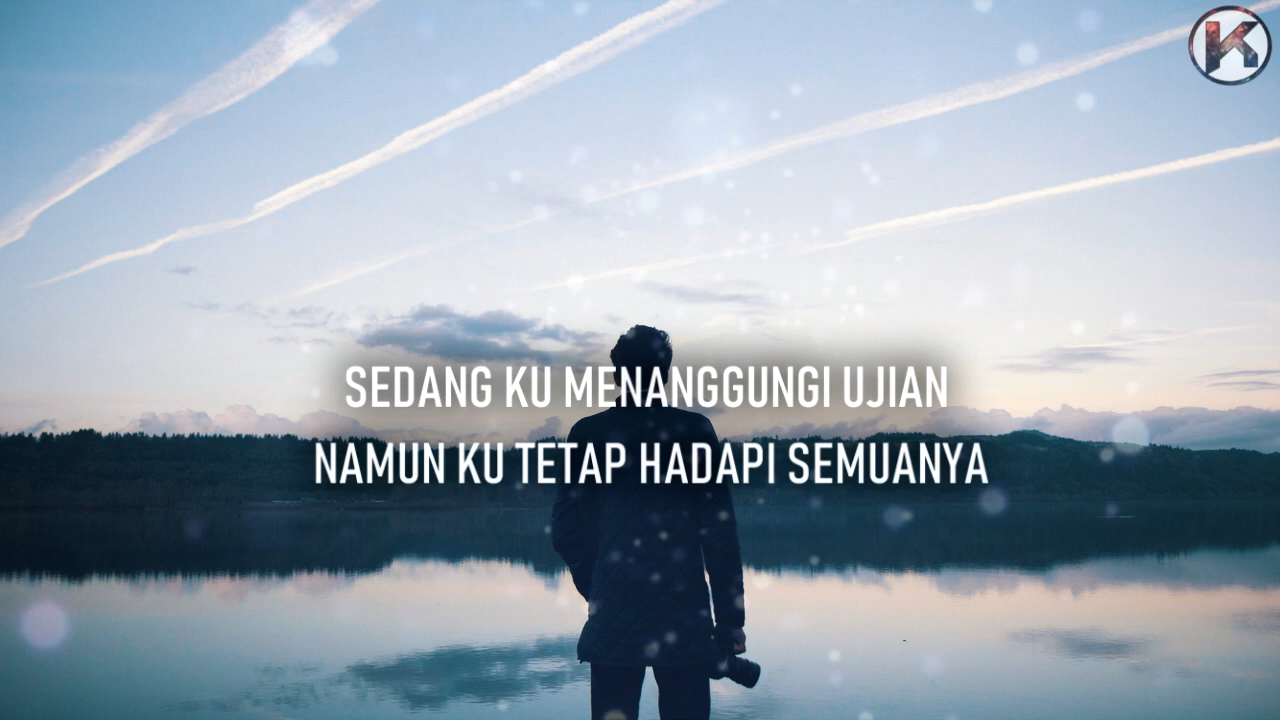 SEDANG KU MENANGGUNGI UJIAN
NAMUN KU TETAP HADAPI SEMUANYA
K